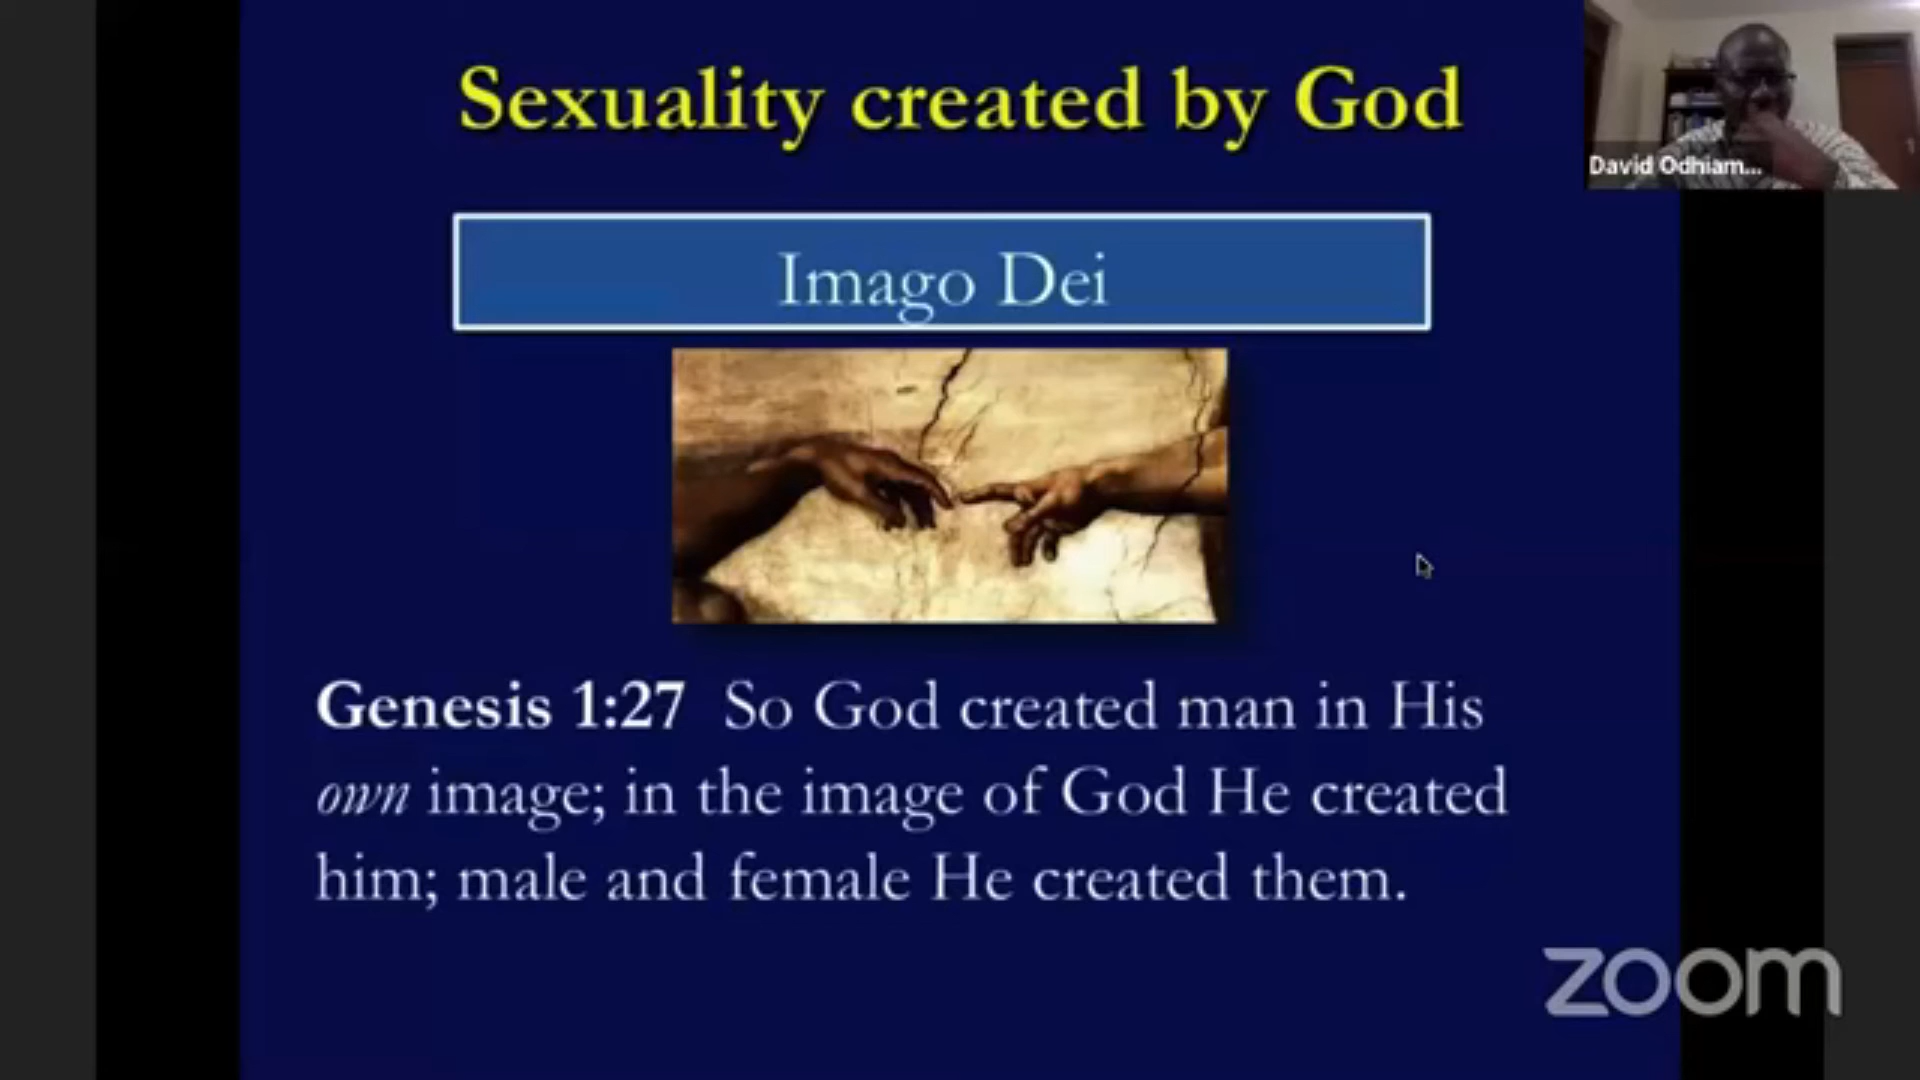 Sexuality created by God
David Odhiam...
Imago Dei
Genesis 1:27 So God created man in His
own image; in the image of God He created
him; male and female He created them.
zoom